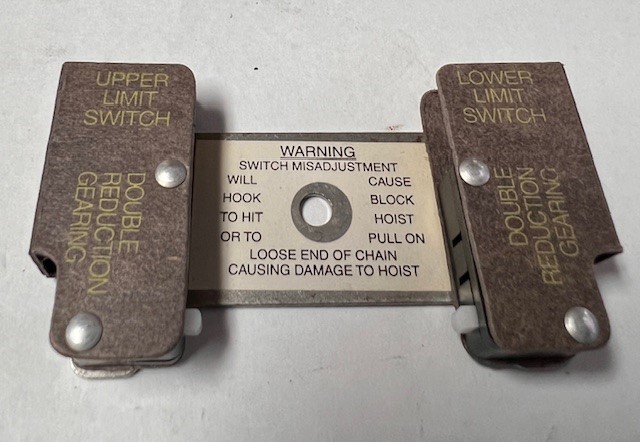 UPPER
LIMIT
SWITCH
DOUBLE
REDUCTION
GEARING
WARNING
SWITCH MISADJUSTMENT
WILL CAUSE
HOOK BLOCK
TO HIT HOIST
OR TO PULL ON
LOOSE END OF CHAIN
CAUSING DAMAGE TO HOIST
LOWER
LIMIT
SWITCH
DOUBLE
REDUCTION
GEARING